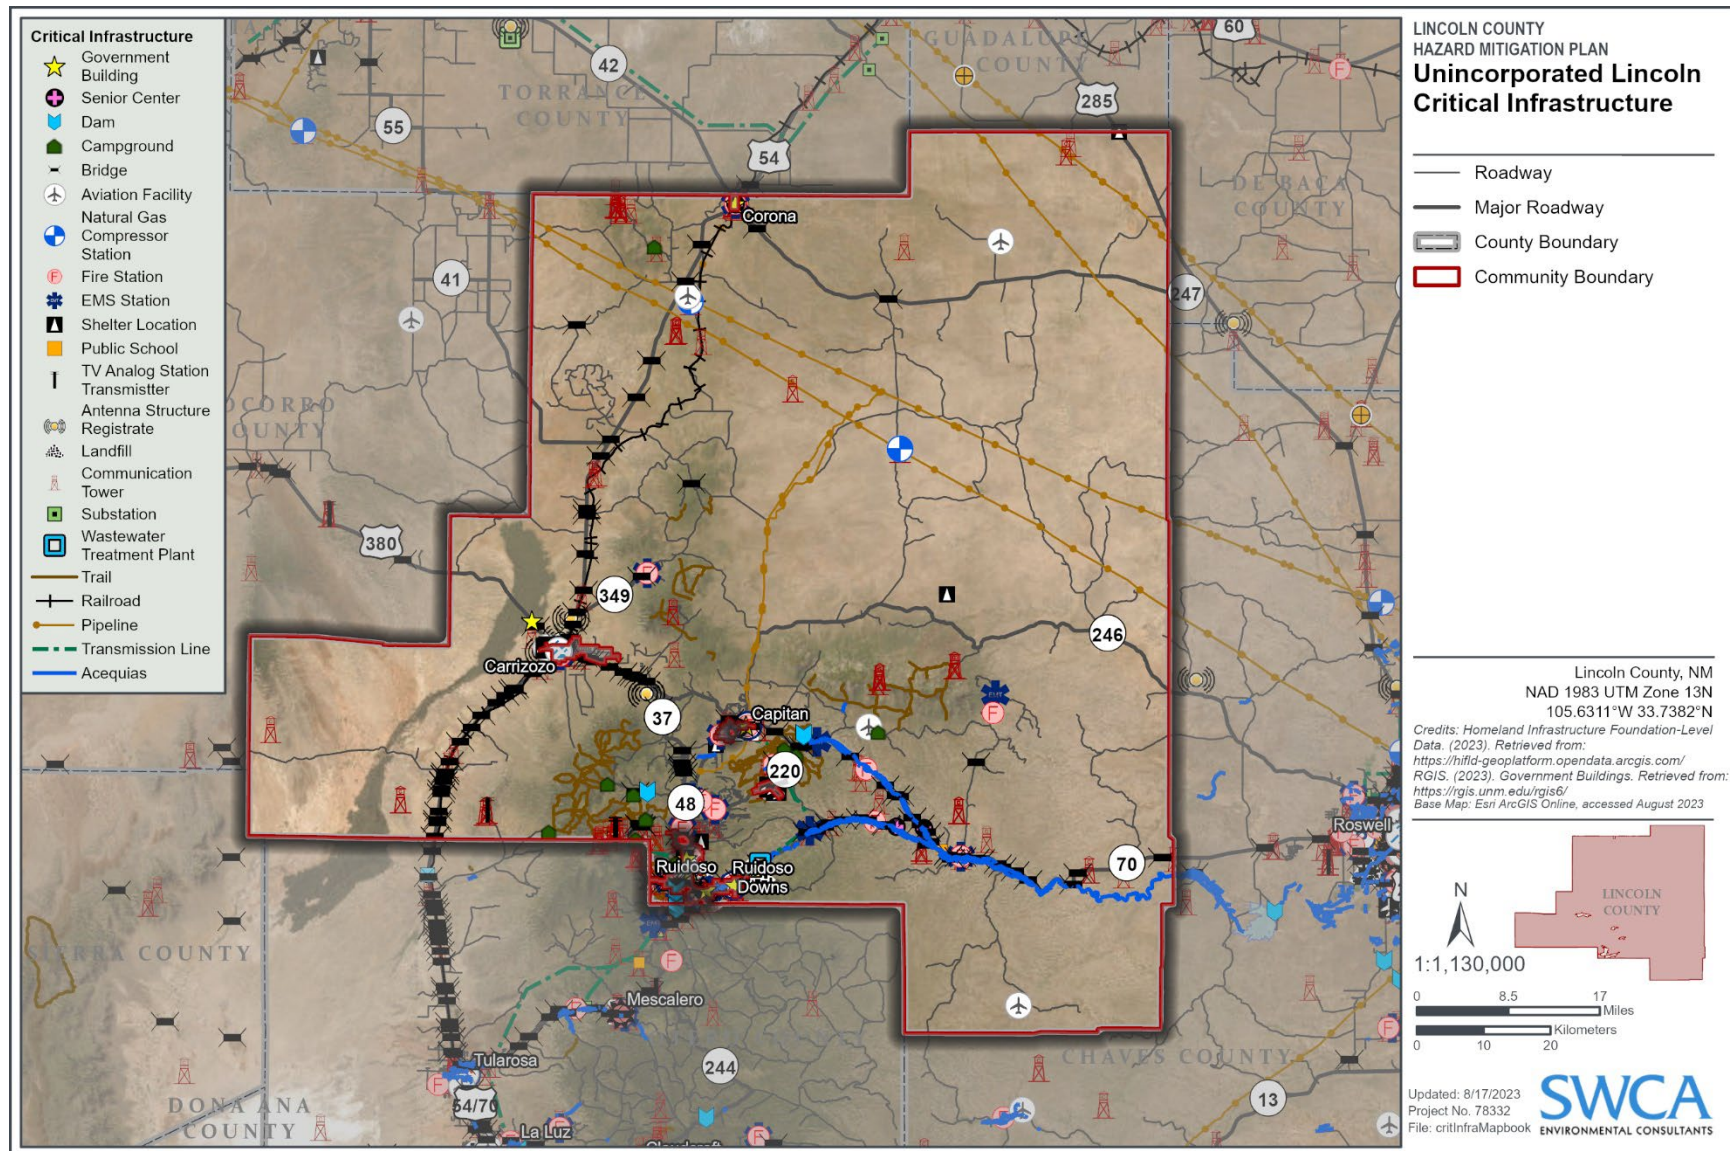 Critical Infrastructure
Government
Building
Senior Center
Dam
Campground
Bridge
Aviation Facility
Natural Gas
Compressor
Station
Fire Station
EMS Station
Shelter Location
Public School
TV Analog Station
Transmistter
Antenna Structure
Registrate
Landfill
Communication
Tower
Substation
Wastewater
Treatment Plant
Trail
Railroad
Pipeline
Transmission Line
Acequias
LINCOLN COUNTY
HAZARD MITIGATION PLAN
Unincorporated Lincoln
Critical Infrastructure
Roadway
Major Roadway
County Boundary
Community Boundary
GUADALUPE
COUNTY
TORRANCE
COUNTY
DE BACA
COUNTY
OCORRO
OUNTY
SIERRA COUNTY
DONA ANA
COUNTY
CHAVES COUNTY
60
42
285
55
54
41
247
380
349
246
37
220
48
70
244
54/70
13
Corona
Carrizozo
Capitan
Ruidoso
Ruidoso
Downs
Roswell
Mescalero
Tularosa
La Luz
Cloudcroft
Lincoln County, NM
NAD 1983 UTM Zone 13N
105.6311°W 33.7382°N
Credits: Homeland Infrastructure Foundation-Level
Data. (2023). Retrieved from:
https://hifld-geoplatform.opendata.arcgis.com/
RGIS. (2023). Government Buildings. Retrieved from:
https://rgis.unm.edu/rgis6/
Base Map: Esri ArcGIS Online, accessed August 2023
LINCOLN
COUNTY
N
1:1,130,000
0 8.5 17
Miles
Kilometers
0 10 20
Updated: 8/17/2023
Project No. 78332
File: critInfraMapbook
SWCA
ENVIRONMENTAL CONSULTANTS